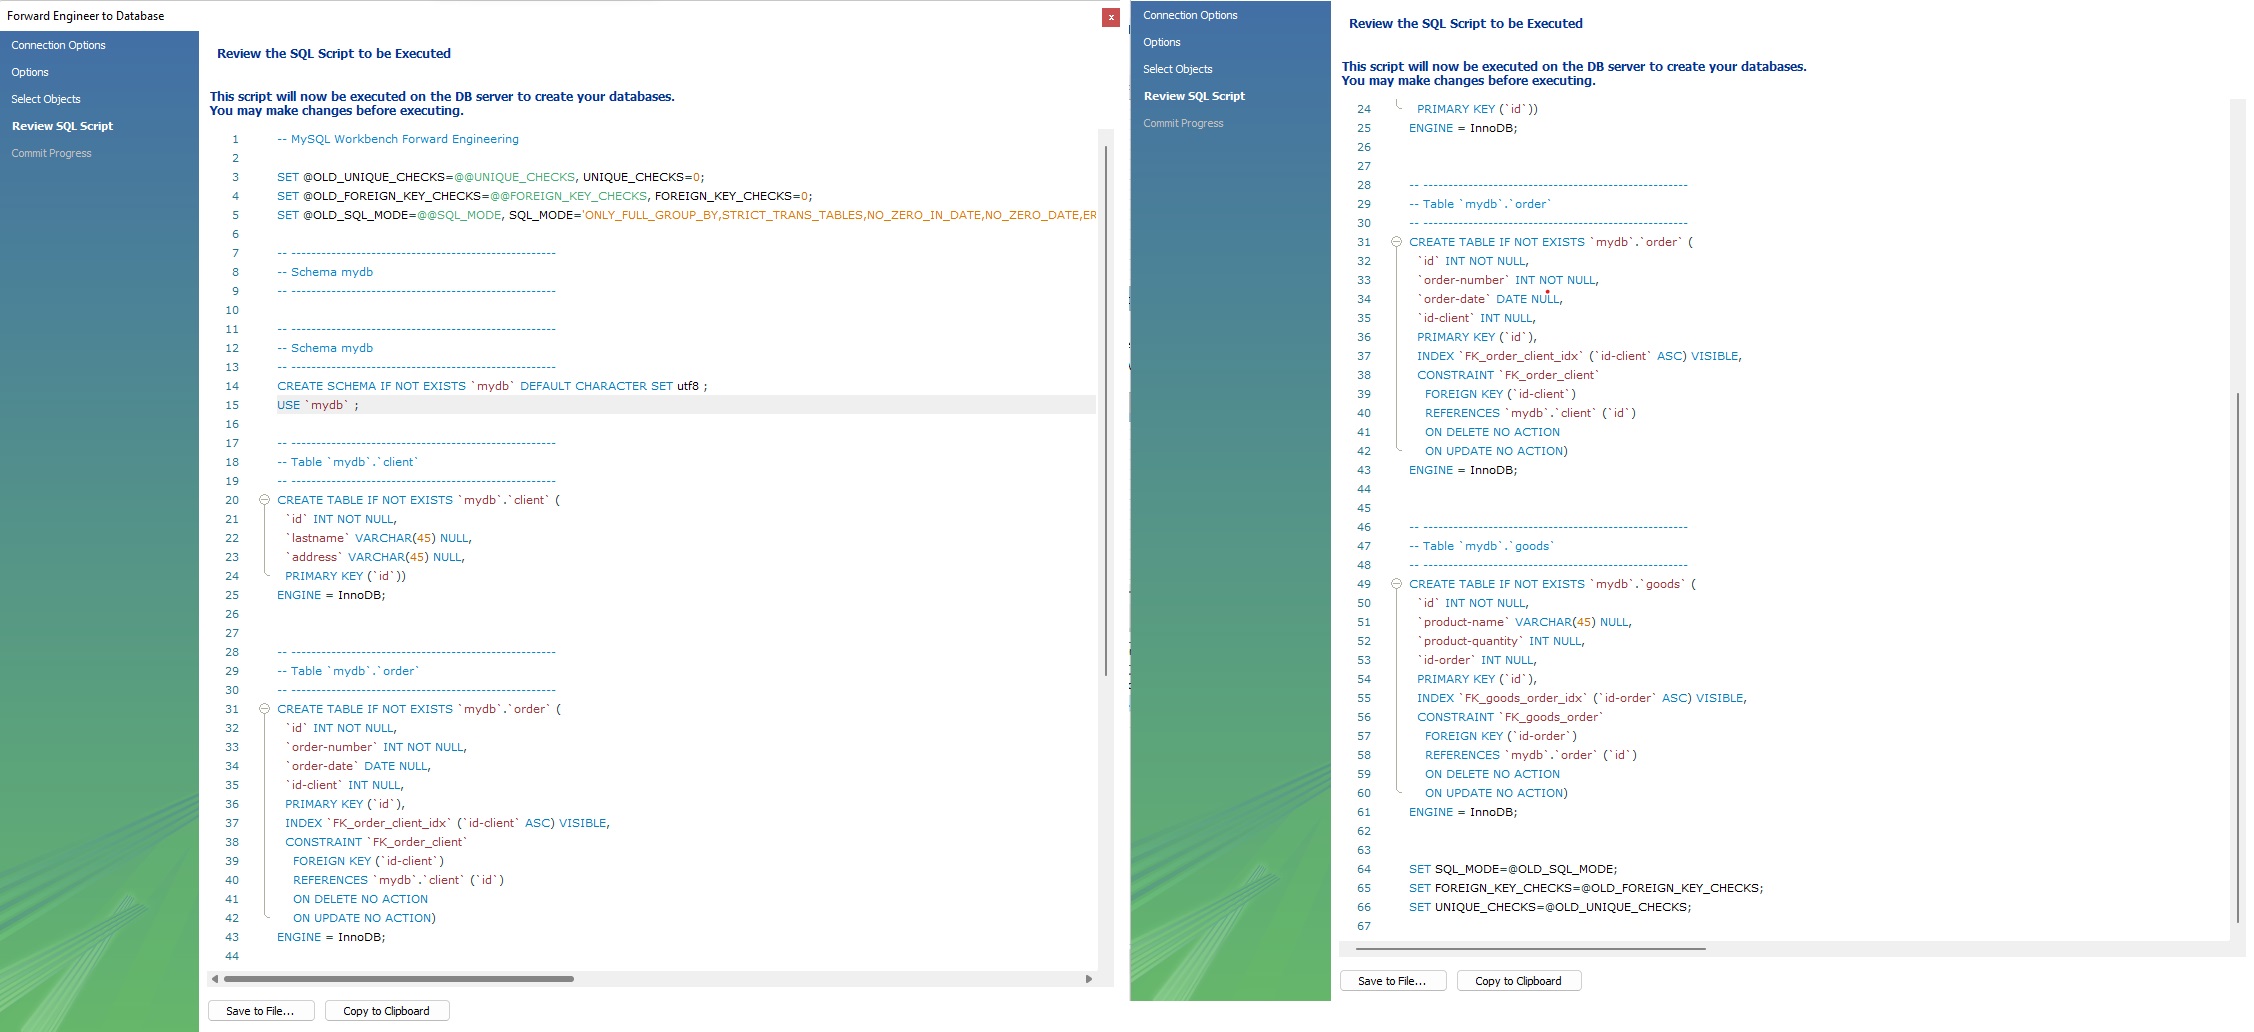 Forward Engineer to Database
x
Connection Options
Options
Select Objects
Review SQL Script
Commit Progress
Review the SQL Script to be Executed
This script will now be executed on the DB server to create your databases.
You may make changes before executing.
1 -- MySQL Workbench Forward Engineering
2
3 SET @OLD_UNIQUE_CHECKS=@@UNIQUE_CHECKS, UNIQUE_CHECKS=0;
4 SET @OLD_FOREIGN_KEY_CHECKS=@@FOREIGN_KEY_CHECKS, FOREIGN_KEY_CHECKS=0;
5 SET @OLD_SQL_MODE=@@SQL_MODE, SQL_MODE='ONLY_FULL_GROUP_BY,STRICT_TRANS_TABLES,NO_ZERO_IN_DATE,NO_ZERO_DATE,ER
6
7 -- -----------------------------------------------------
8 -- Schema mydb
9 -- -----------------------------------------------------
10
11 -- -----------------------------------------------------
12 -- Schema mydb
13 -- -----------------------------------------------------
14 CREATE SCHEMA IF NOT EXISTS `mydb` DEFAULT CHARACTER SET utf8 ;
15 USE `mydb` ;
16
17 -- -----------------------------------------------------
18 -- Table `mydb`.`client`
19 -- -----------------------------------------------------
20 CREATE TABLE IF NOT EXISTS `mydb`.`client` (
21 `id` INT NOT NULL,
22 `lastname` VARCHAR(45) NULL,
23 `address` VARCHAR(45) NULL,
24 PRIMARY KEY (`id`))
25 ENGINE = InnoDB;
26
27
28 -- -----------------------------------------------------
29 -- Table `mydb`.`order`
30 -- -----------------------------------------------------
31 CREATE TABLE IF NOT EXISTS `mydb`.`order` (
32 `id` INT NOT NULL,
33 `order-number` INT NOT NULL,
34 `order-date` DATE NULL,
35 `id-client` INT NULL,
36 PRIMARY KEY (`id`),
37 INDEX `FK_order_client_idx` (`id-client` ASC) VISIBLE,
38 CONSTRAINT `FK_order_client`
39 FOREIGN KEY (`id-client`)
40 REFERENCES `mydb`.`client` (`id`)
41 ON DELETE NO ACTION
42 ON UPDATE NO ACTION)
43 ENGINE = InnoDB;
44
Save to File...
Copy to Clipboard
Connection Options
Options
Select Objects
Review SQL Script
Commit Progress
Review the SQL Script to be Executed
This script will now be executed on the DB server to create your databases.
You may make changes before executing.
24 PRIMARY KEY (`id`))
25 ENGINE = InnoDB;
26
27
28 -- -----------------------------------------------------
29 -- Table `mydb`.`order`
30 -- -----------------------------------------------------
31 CREATE TABLE IF NOT EXISTS `mydb`.`order` (
32 `id` INT NOT NULL,
33 `order-number` INT NOT NULL,
34 `order-date` DATE NULL,
35 `id-client` INT NULL,
36 PRIMARY KEY (`id`),
37 INDEX `FK_order_client_idx` (`id-client` ASC) VISIBLE,
38 CONSTRAINT `FK_order_client`
39 FOREIGN KEY (`id-client`)
40 REFERENCES `mydb`.`client` (`id`)
41 ON DELETE NO ACTION
42 ON UPDATE NO ACTION)
43 ENGINE = InnoDB;
44
45
46 -- -----------------------------------------------------
47 -- Table `mydb`.`goods`
48 -- -----------------------------------------------------
49 CREATE TABLE IF NOT EXISTS `mydb`.`goods` (
50 `id` INT NOT NULL,
51 `product-name` VARCHAR(45) NULL,
52 `product-quantity` INT NULL,
53 `id-order` INT NULL,
54 PRIMARY KEY (`id`),
55 INDEX `FK_goods_order_idx` (`id-order` ASC) VISIBLE,
56 CONSTRAINT `FK_goods_order`
57 FOREIGN KEY (`id-order`)
58 REFERENCES `mydb`.`order` (`id`)
59 ON DELETE NO ACTION
60 ON UPDATE NO ACTION)
61 ENGINE = InnoDB;
62
63
64 SET SQL_MODE=@OLD_SQL_MODE;
65 SET FOREIGN_KEY_CHECKS=@OLD_FOREIGN_KEY_CHECKS;
66 SET UNIQUE_CHECKS=@OLD_UNIQUE_CHECKS;
67
Save to File...
Copy to Clipboard